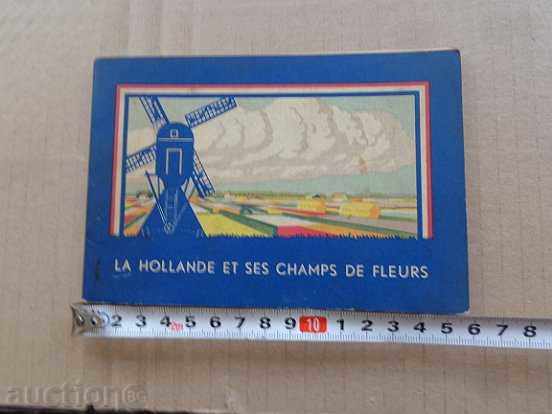 LA HOLLANDE ET SES CHAMPS DE FLEURS
2 3 4 5 6 7 8 9 10 1 2 3 4 5 6 7 8
auction BG